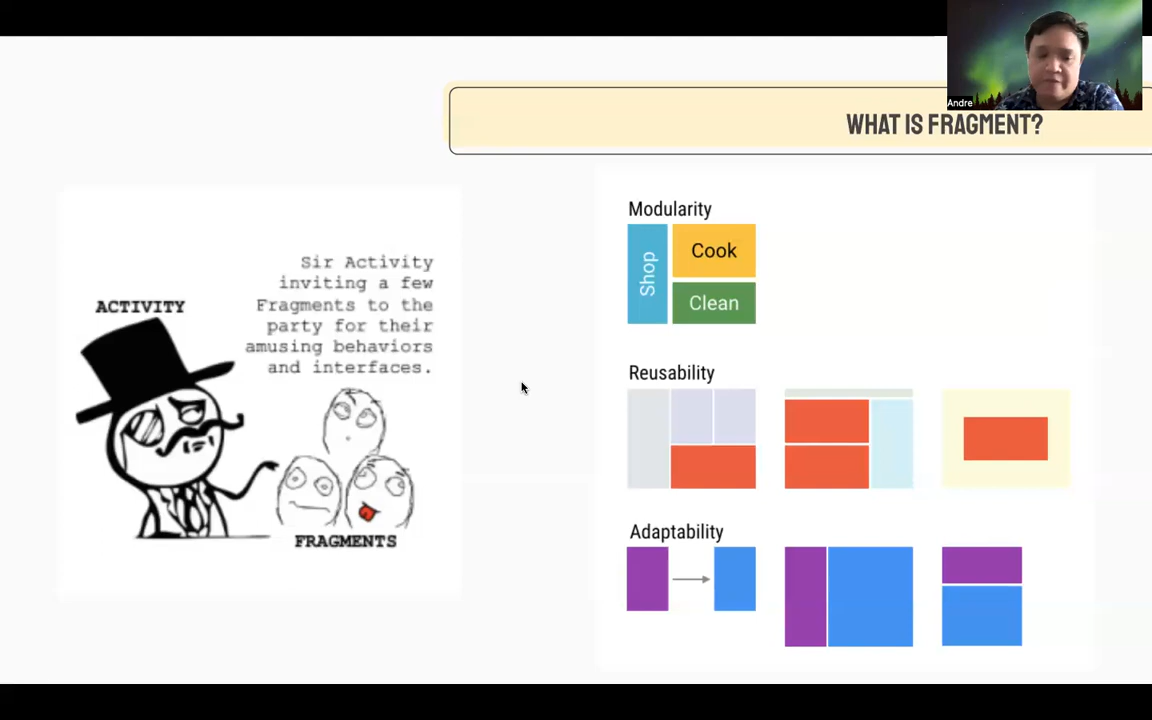 Andre
WHAT IS FRAGMENT?
Sir Activity
inviting a few
Fragments to the
party for their
amusing behaviors
and interfaces.
ACTIVITY
FRAGMENTS
Modularity
Shop
Cook
Clean
Reusability
Adaptability